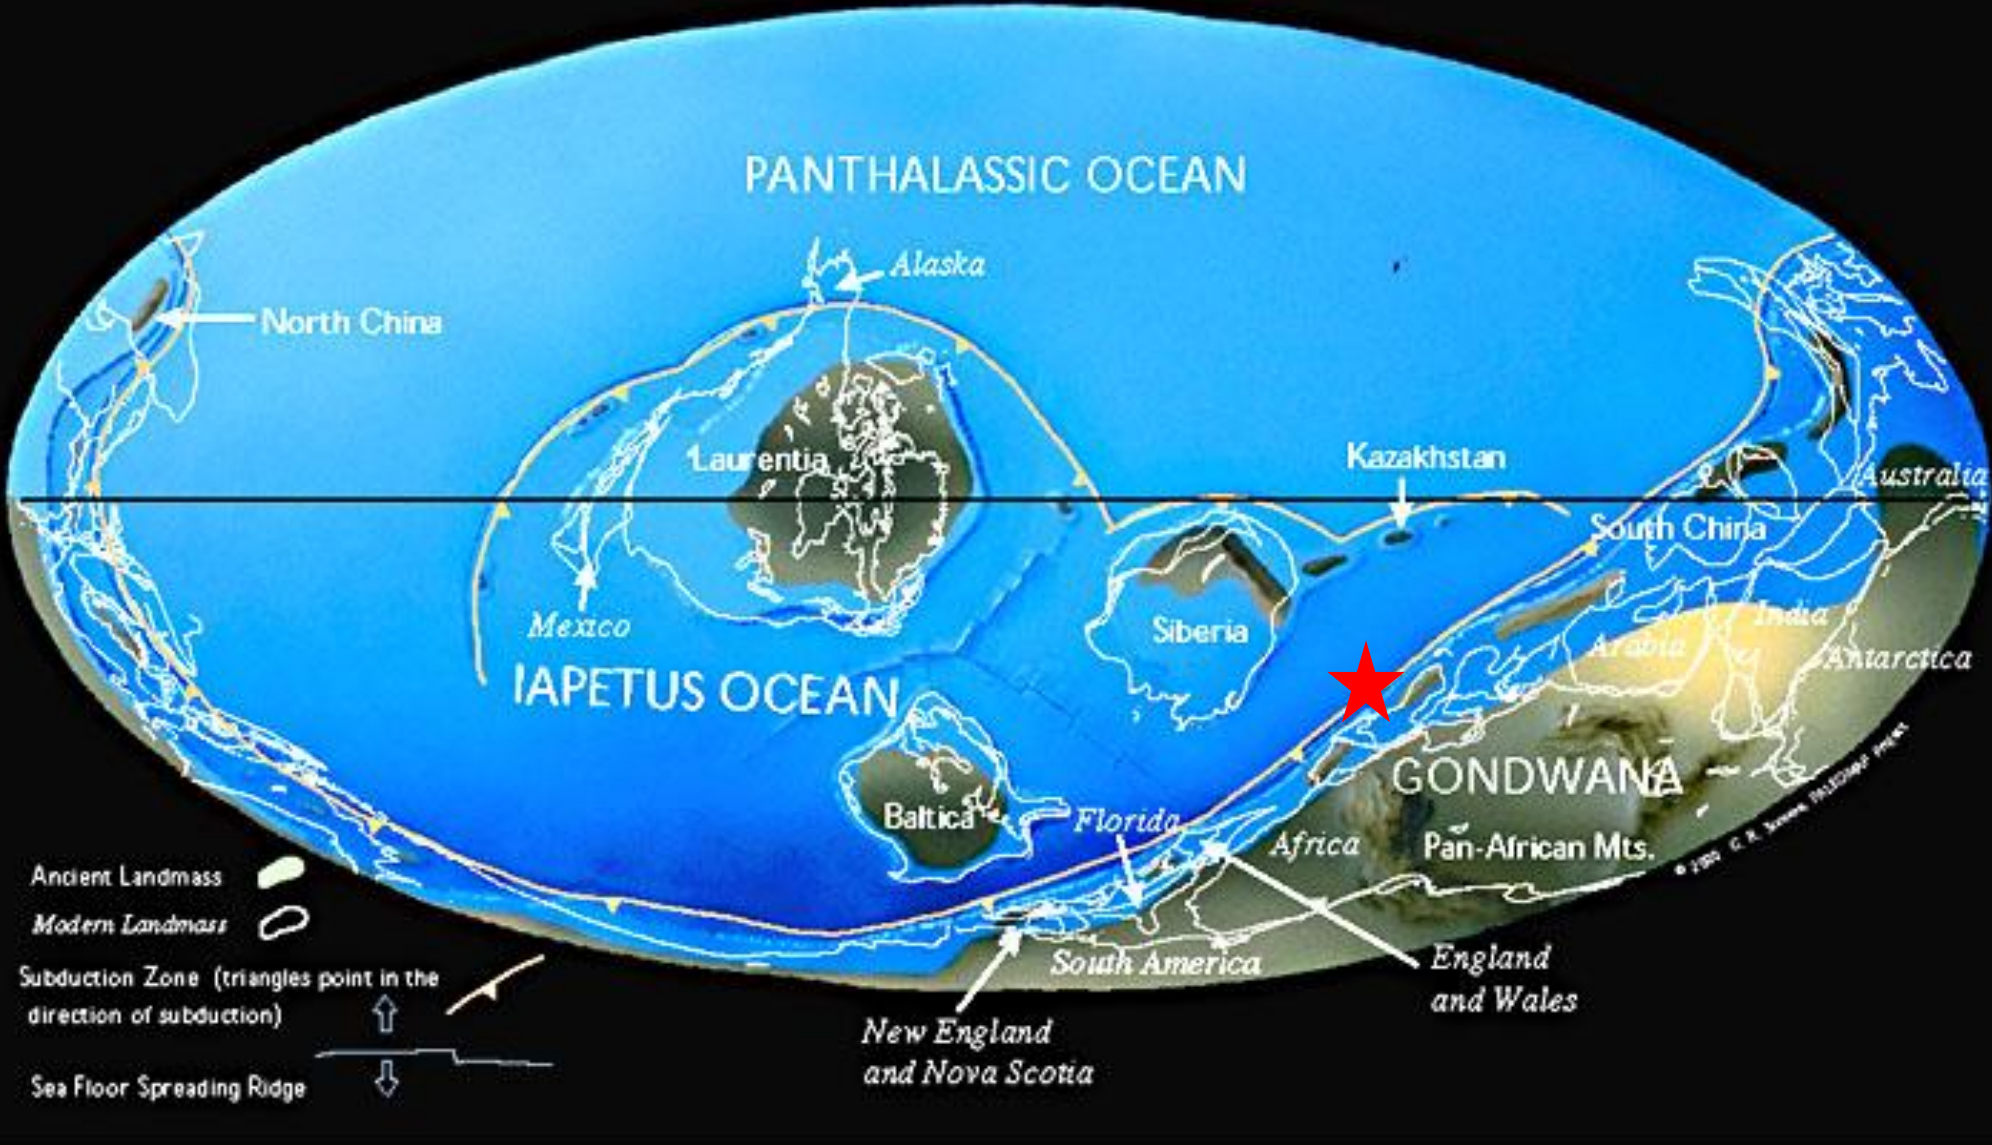 PANTHALASSIC OCEAN
Alaska
North China
Laurentia
Kazakhstan
Australia
South China
Mexico
Siberia
India
Arabia
Antarctica
IAPETUS OCEAN
GONDWANA
Baltica
Florida
Africa
Pan-African Mts.
Ancient Landmass
Modern Landmass
South America
England
and Wales
Subduction Zone (triangles point in the
direction of subduction)
New England
and Nova Scotia
Sea Floor Spreading Ridge